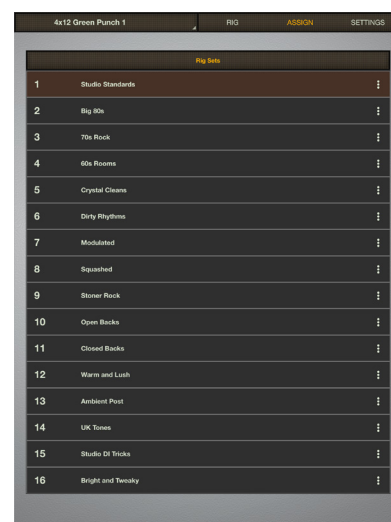 4x12 Green Punch 1 RIG ASSIGN SETTINGS
Rig Sets
1 Studio Standards
2 Big 80s
3 70s Rock
4 60s Rooms
5 Crystal Cleans
6 Dirty Rhythms
7 Modulated
8 Squashed
9 Stoner Rock
10 Open Backs
11 Closed Backs
12 Warm and Lush
13 Ambient Post
14 UK Tones
15 Studio DI Tricks
16 Bright and Tweaky